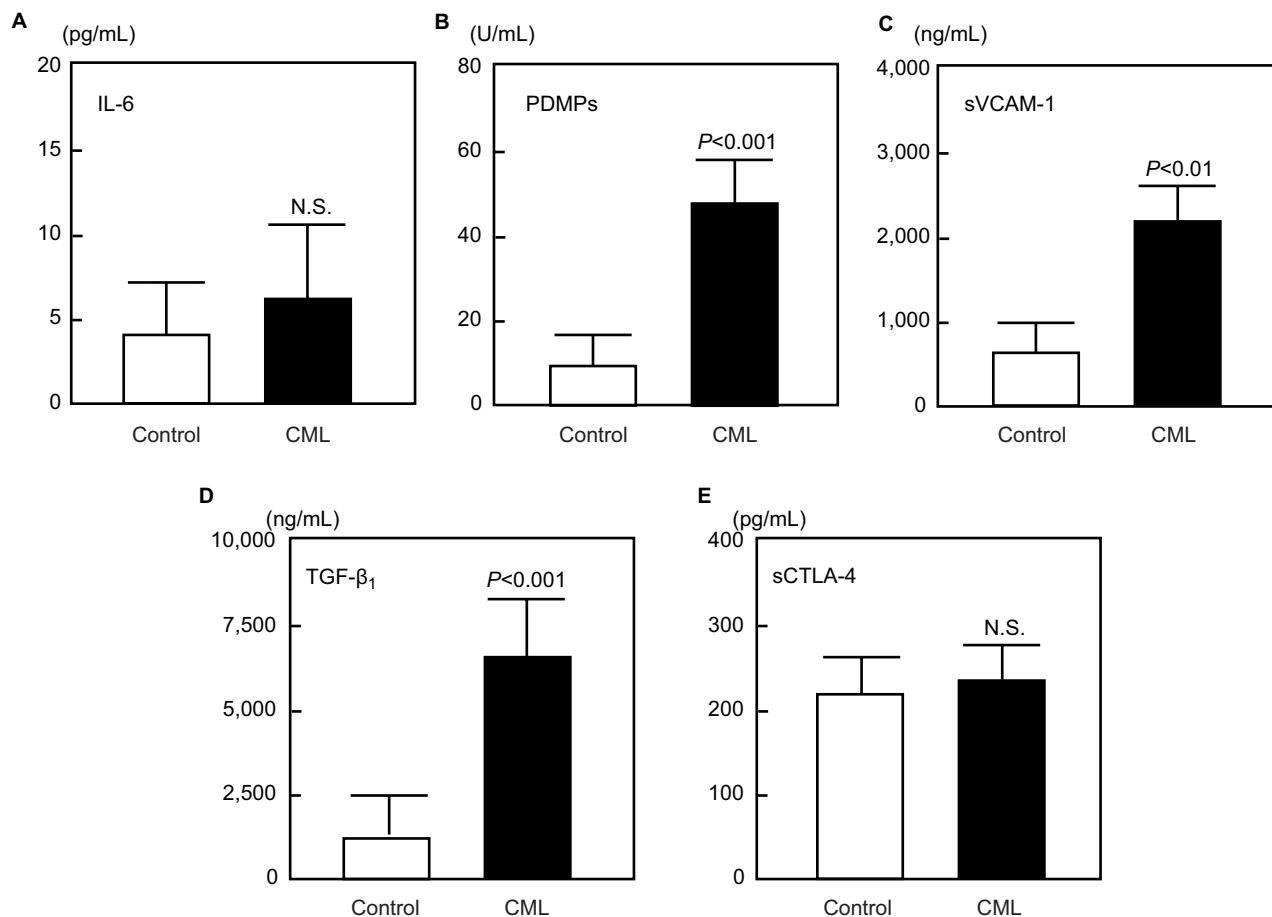 A
(pg/mL)
20
15
10
5
0
IL-6
N.S.
Control CML
B
(U/mL)
80
60
40
20
0
PDMPs
P<0.001
Control CML
C
(ng/mL)
4,000
3,000
2,000
1,000
0
sVCAM-1
P<0.01
Control CML
D
(ng/mL)
10,000
7,500
5,000
2,500
0
TGF-β₁
P<0.001
Control CML
E
(pg/mL)
400
300
200
100
0
sCTLA-4
N.S.
Control CML